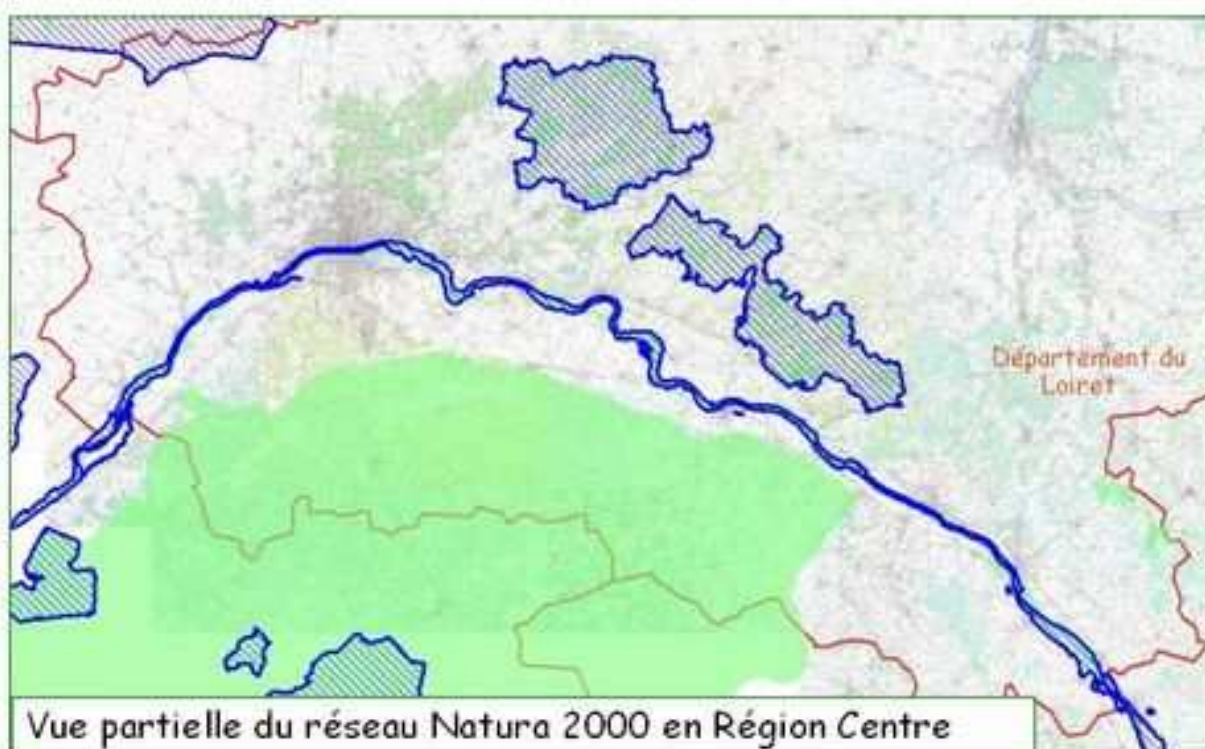 Département du
Loiret
Vue partielle du réseau Natura 2000 en Région Centre